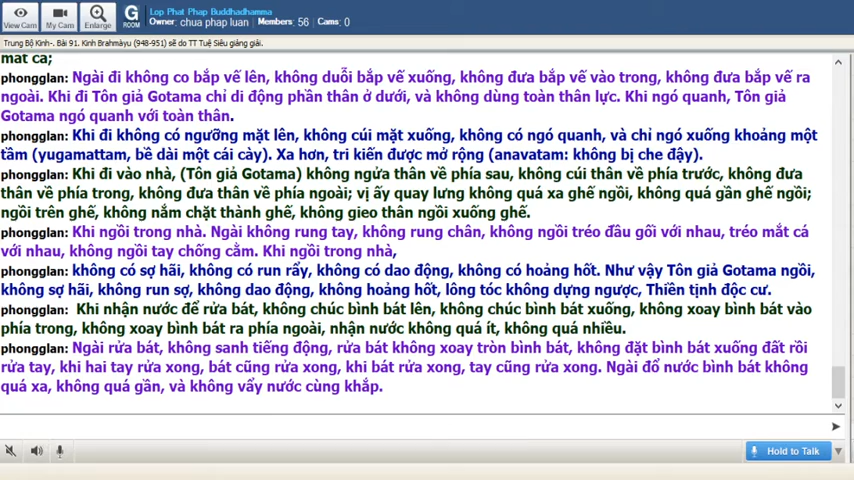 View Cam
My Cam
Enlarge
G
ROOM
Lop Phat Phap Buddhadhamma
Owner: chua phap luan Members: 56 Cams: 0
Trung Bộ Kinh-. Bài 91. Kinh Brahmàyu (948-951) sẽ do TT Tuệ Siêu giảng giải.
mắt cá;
phongglan: Ngài đi không co bắp vế lên, không duỗi bắp vế xuống, không đưa bắp vế vào trong, không đưa bắp vế ra
ngoài. Khi đi Tôn giả Gotama chỉ di động phần thân ở dưới, và không dùng toàn thân lực. Khi ngó quanh, Tôn giả
Gotama ngó quanh với toàn thân.
phongglan: Khi đi không có ngưỡng mặt lên, không cúi mặt xuống, không có ngó quanh, và chỉ ngó xuống khoảng một
tầm (yugamattam, bề dài một cái cày). Xa hơn, tri kiến được mở rộng (anavatam: không bị che đậy).
phongglan: Khi đi vào nhà, (Tôn giả Gotama) không ngửa thân về phía sau, không cúi thân về phía trước, không đưa
thân về phía trong, không đưa thân về phía ngoài; vị ấy quay lưng không quá xa ghế ngồi, không quá gần ghế ngồi;
ngồi trên ghế, không nắm chặt thành ghế, không gieo thân ngồi xuống ghế.
phongglan: Khi ngồi trong nhà. Ngài không rung tay, không rung chân, không ngồi tréo đầu gối với nhau, tréo mắt cá
với nhau, không ngồi tay chống cằm. Khi ngồi trong nhà,
phongglan: không có sợ hãi, không có run rẩy, không có dao động, không có hoảng hốt. Như vậy Tôn giả Gotama ngồi,
không sợ hãi, không run sợ, không dao động, không hoảng hốt, lông tóc không dựng ngược, Thiền tịnh độc cư.
phongglan: Khi nhận nước để rửa bát, không chúc bình bát lên, không chúc bình bát xuống, không xoay bình bát vào
phía trong, không xoay bình bát ra phía ngoài, nhận nước không quá ít, không quá nhiều.
phongglan: Ngài rửa bát, không sanh tiếng động, rửa bát không xoay tròn bình bát, không đặt bình bát xuống đất rồi
rửa tay, khi hai tay rửa xong, bát cũng rửa xong, khi bát rửa xong, tay cũng rửa xong. Ngài đổ nước bình bát không
quá xa, không quá gần, và không vẩy nước cùng khắp.
Hold to Talk